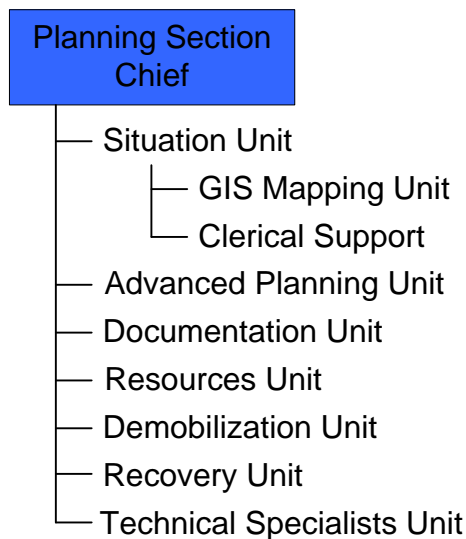 Planning Section
Chief
Situation Unit
GIS Mapping Unit
Clerical Support
Advanced Planning Unit
Documentation Unit
Resources Unit
Demobilization Unit
Recovery Unit
Technical Specialists Unit